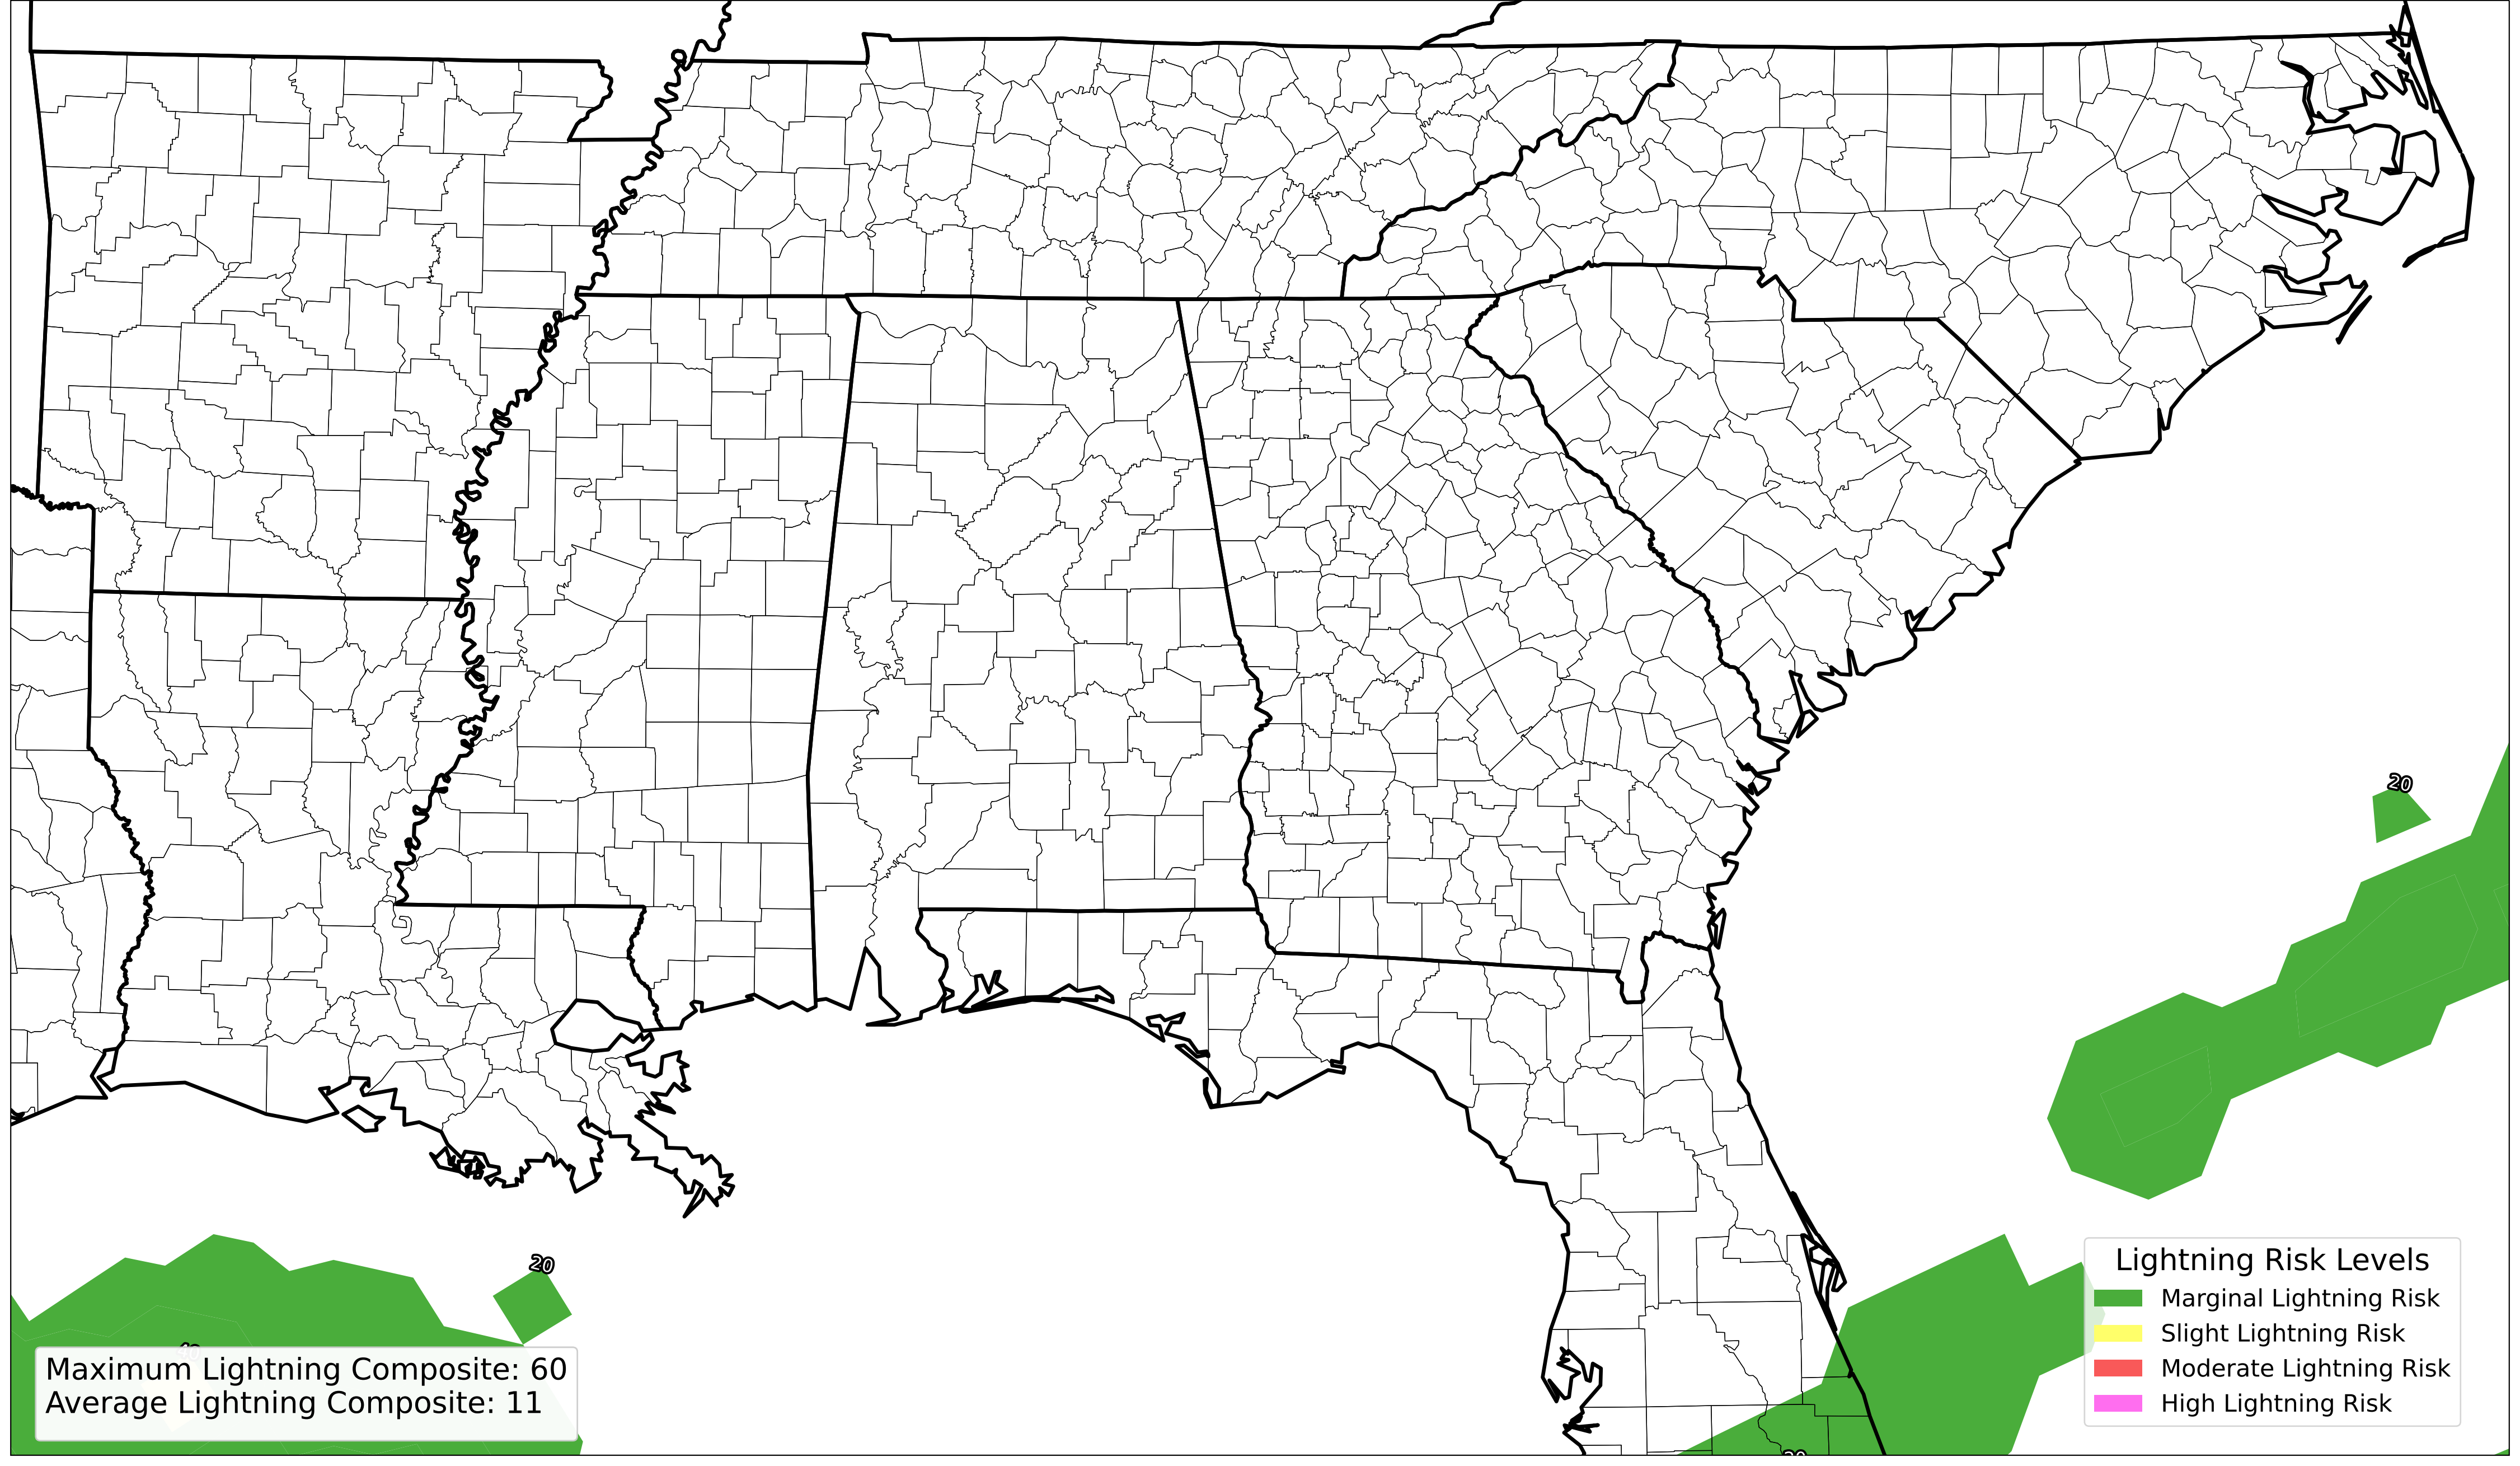 20
20
Lightning Risk Levels
Marginal Lightning Risk
Slight Lightning Risk
Moderate Lightning Risk
High Lightning Risk
Maximum Lightning Composite: 60
Average Lightning Composite: 11